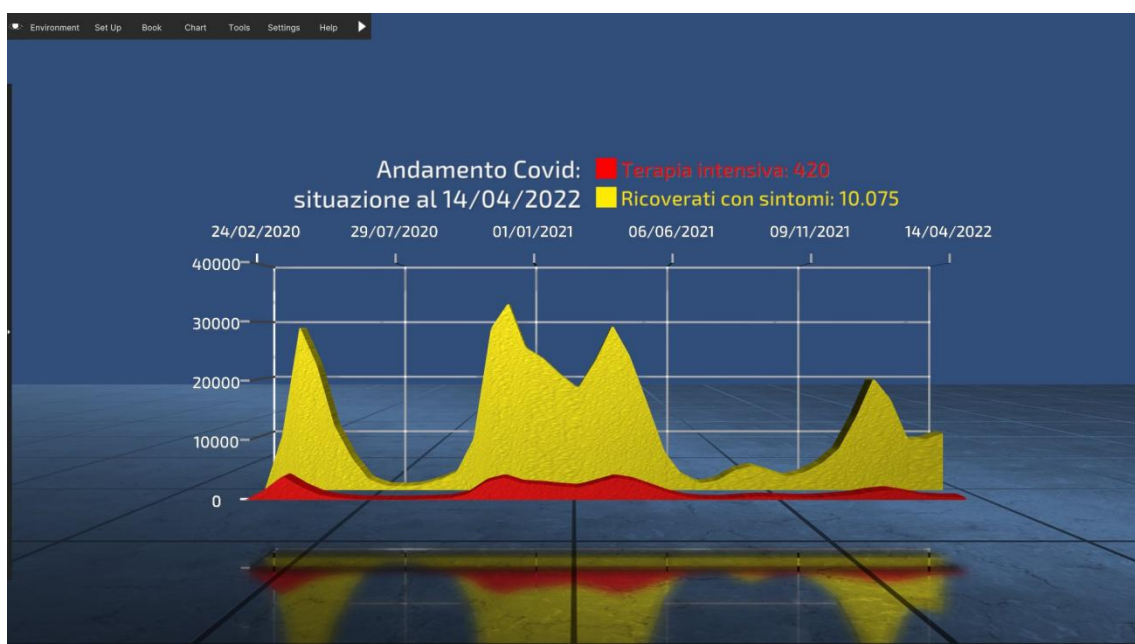 Environment Set Up Book Chart Tools Settings Help
Andamento Covid:
situazione al 14/04/2022
Terapia intensiva: 420
Ricoverati con sintomi: 10.075
24/02/2020 29/07/2020 01/01/2021 06/06/2021 09/11/2021 14/04/2022
40000
30000
20000
10000
0